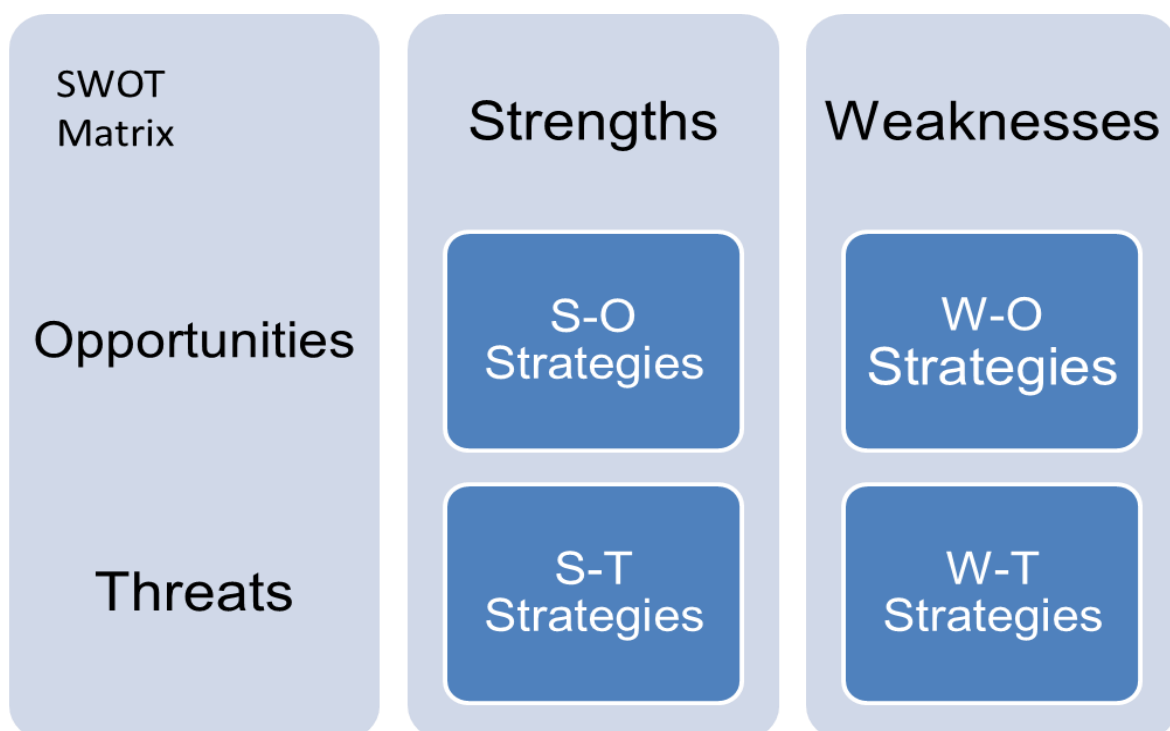 SWOT
Matrix
Strengths
Weaknesses
Opportunities
S-O
Strategies
W-O
Strategies
Threats
S-T
Strategies
W-T
Strategies